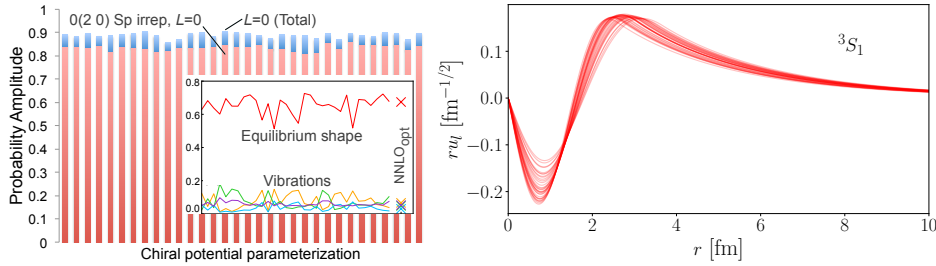 0(2 0) Sp irrep, L=0
L=0 (Total)
1
0.9
0.8
0.7
0.6
0.5
0.4
0.3
0.2
0.1
0
Probability Amplitude
0.8
0.6
0.4
0.2
0.0
Equilibrium shape
Vibrations
NNLOopt
Chiral potential parameterization
³S₁
0.1
0.0
−0.1
−0.2
ru_l [fm^{-1/2}]
0 2 4 6 8 10
r [fm]